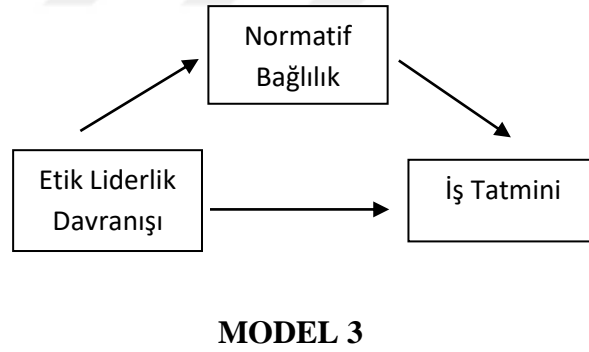 Normatif
Bağlılık
Etik Liderlik
Davranışı
İş Tatmini
MODEL 3